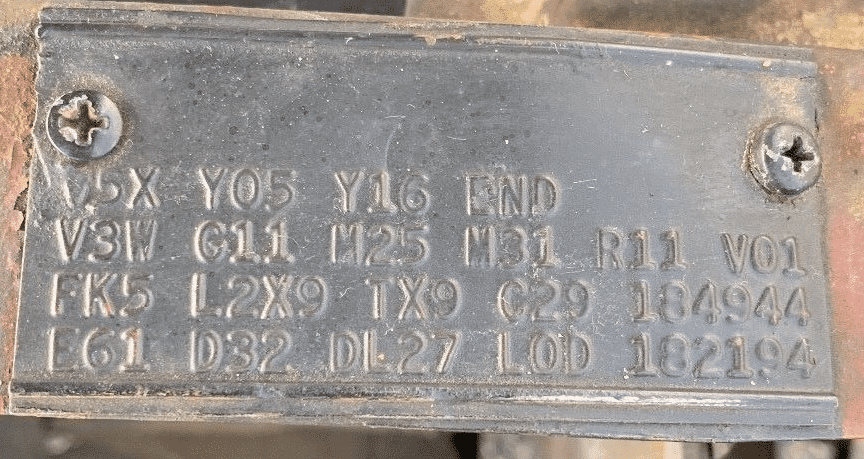 V5X Y05 Y16 END
V3W G11 M25 M31 R11 V01
FK5 L2X9 TX9 C29 184944
E61 D32 DL27 L0D 182194